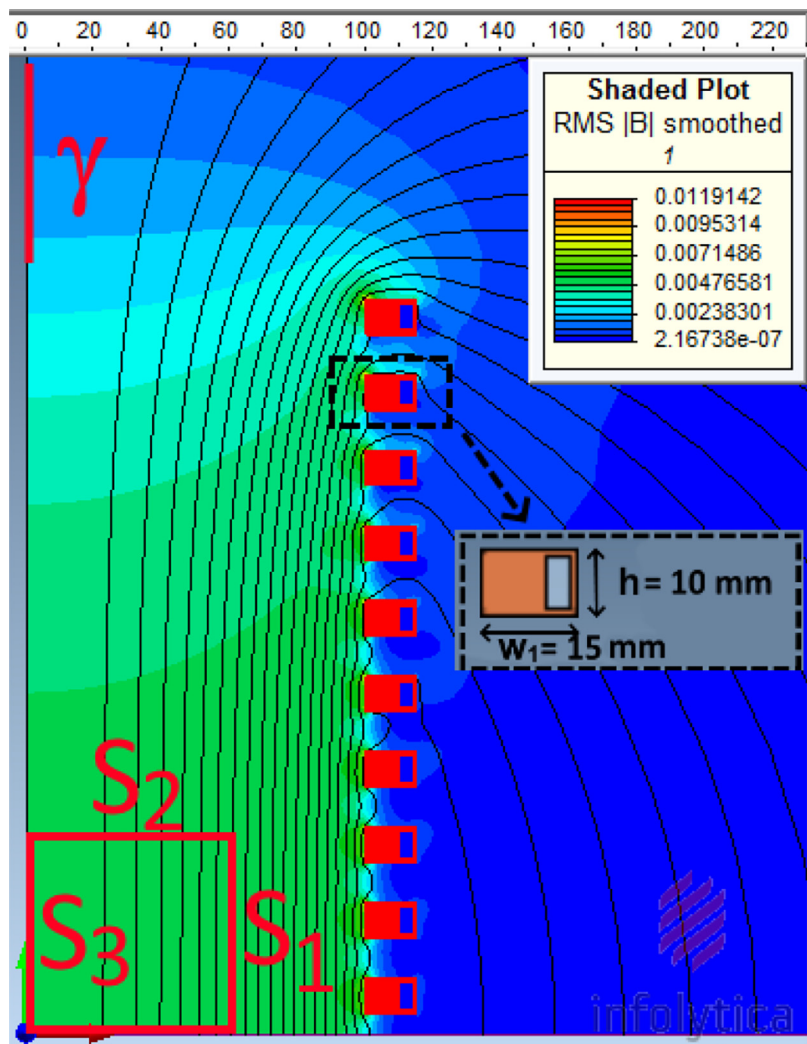 0 20 40 60 80 100 120 140 160 180 200 220
Shaded Plot
RMS |B| smoothed
1
0.0119142
0.0095314
0.0071486
0.00476581
0.00238301
2.16738e-07
γ
h = 10 mm
w₁= 15 mm
S₂
S₃
S₁
infolytica